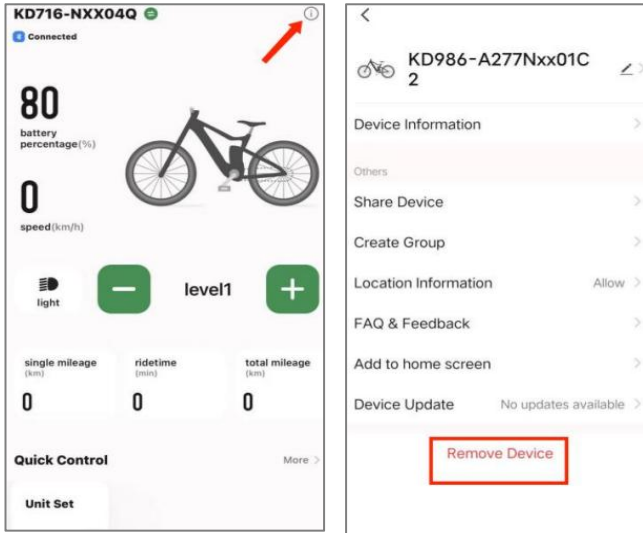 KD716-NXX04Q
Connected
80
battery
percentage(%)
0
speed(km/h)
light
level1
single mileage
(km)
0
ridetime
(min)
0
total mileage
(km)
0
Quick Control
More
Unit Set
KD986-A277Nxx01C
2
Device Information
Others
Share Device
Create Group
Location Information Allow
FAQ & Feedback
Add to home screen
Device Update No updates available
Remove Device